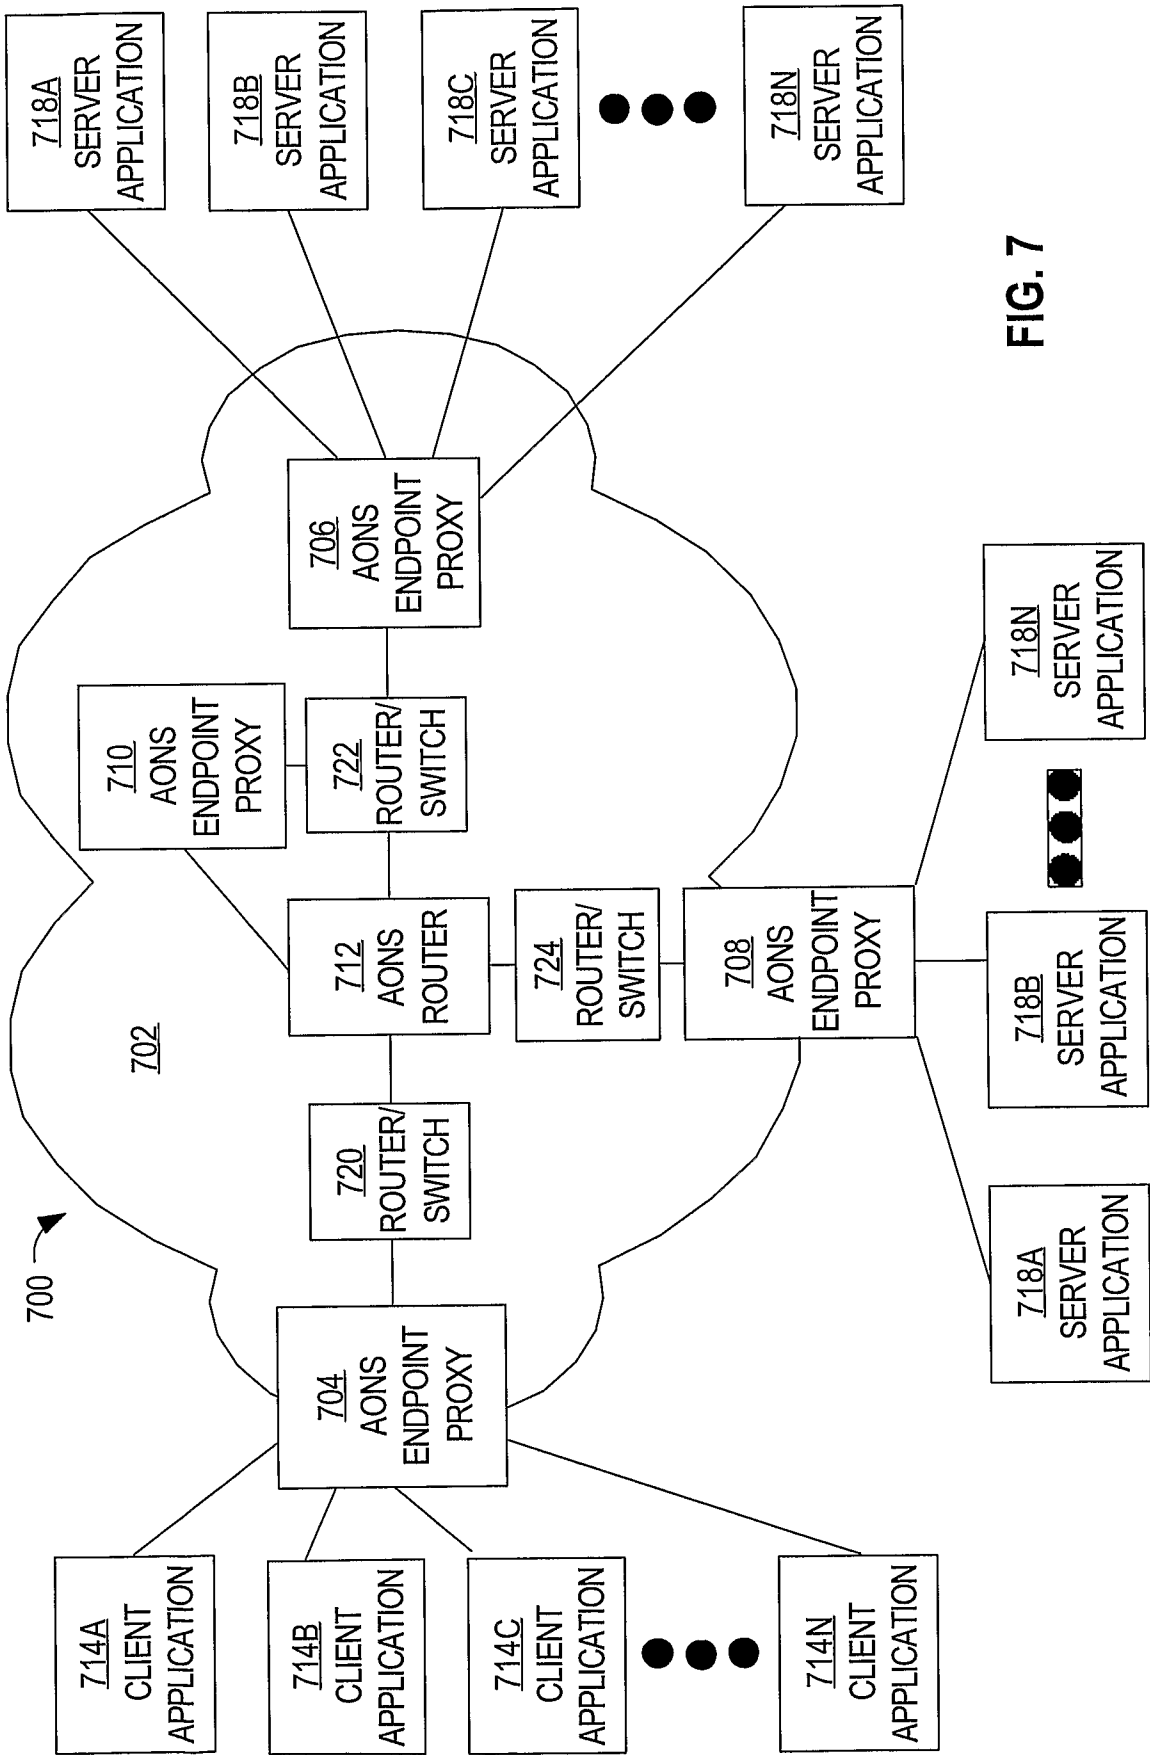 700
702
714A
CLIENT
APPLICATION
714B
CLIENT
APPLICATION
714C
CLIENT
APPLICATION
714N
CLIENT
APPLICATION
704
AONS
ENDPOINT
PROXY
720
ROUTER/
SWITCH
712
AONS
ROUTER
710
AONS
ENDPOINT
PROXY
722
ROUTER/
SWITCH
706
AONS
ENDPOINT
PROXY
724
ROUTER/
SWITCH
708
AONS
ENDPOINT
PROXY
718A
SERVER
APPLICATION
718B
SERVER
APPLICATION
718C
SERVER
APPLICATION
718N
SERVER
APPLICATION
718A
SERVER
APPLICATION
718B
SERVER
APPLICATION
718N
SERVER
APPLICATION
FIG. 7